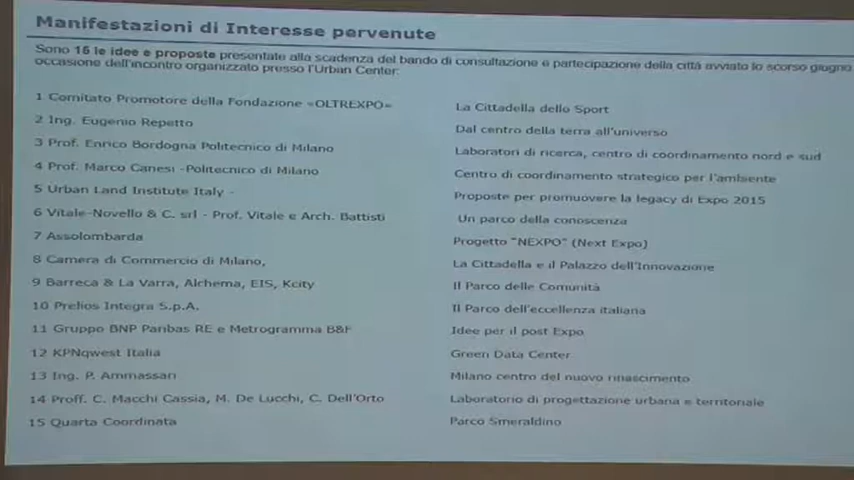 Manifestazioni di Interesse pervenute
Sono 15 le idee e proposte presentate alla scadenza del bando di consultazione e partecipazione della città avviato lo scorso giugno
occasione dell'incontro organizzato presso l'Urban Center:
1 Comitato Promotore della Fondazione «OLTREXPO» La Cittadella dello Sport
2 Ing. Eugenio Repetto Dal centro della terra all'universo
3 Prof. Enrico Bordogna Politecnico di Milano Laboratori di ricerca, centro di coordinamento nord e sud
4 Prof. Marco Canesi -Politecnico di Milano Centro di coordinamento strategico per l'ambiente
5 Urban Land Institute Italy - Proposte per promuovere la legacy di Expo 2015
6 Vitale-Novello & C. srl - Prof. Vitale e Arch. Battisti Un parco della conoscenza
7 Assolombarda Progetto "NEXPO" (Next Expo)
8 Camera di Commercio di Milano, La Cittadella e il Palazzo dell'Innovazione
9 Barreca & La Varra, Alchema, EIS, Kcity Il Parco delle Comunità
10 Prelios Integra S.p.A. Il Parco dell'eccellenza italiana
11 Gruppo BNP Paribas RE e Metrogramma B&F Idee per il post Expo
12 KPNqwest Italia Green Data Center
13 Ing. P. Ammassari Milano centro del nuovo rinascimento
14 Proff. C. Macchi Cassia, M. De Lucchi, C. Dell'Orto Laboratorio di progettazione urbana e territoriale
15 Quarta Coordinata Parco Smeraldino